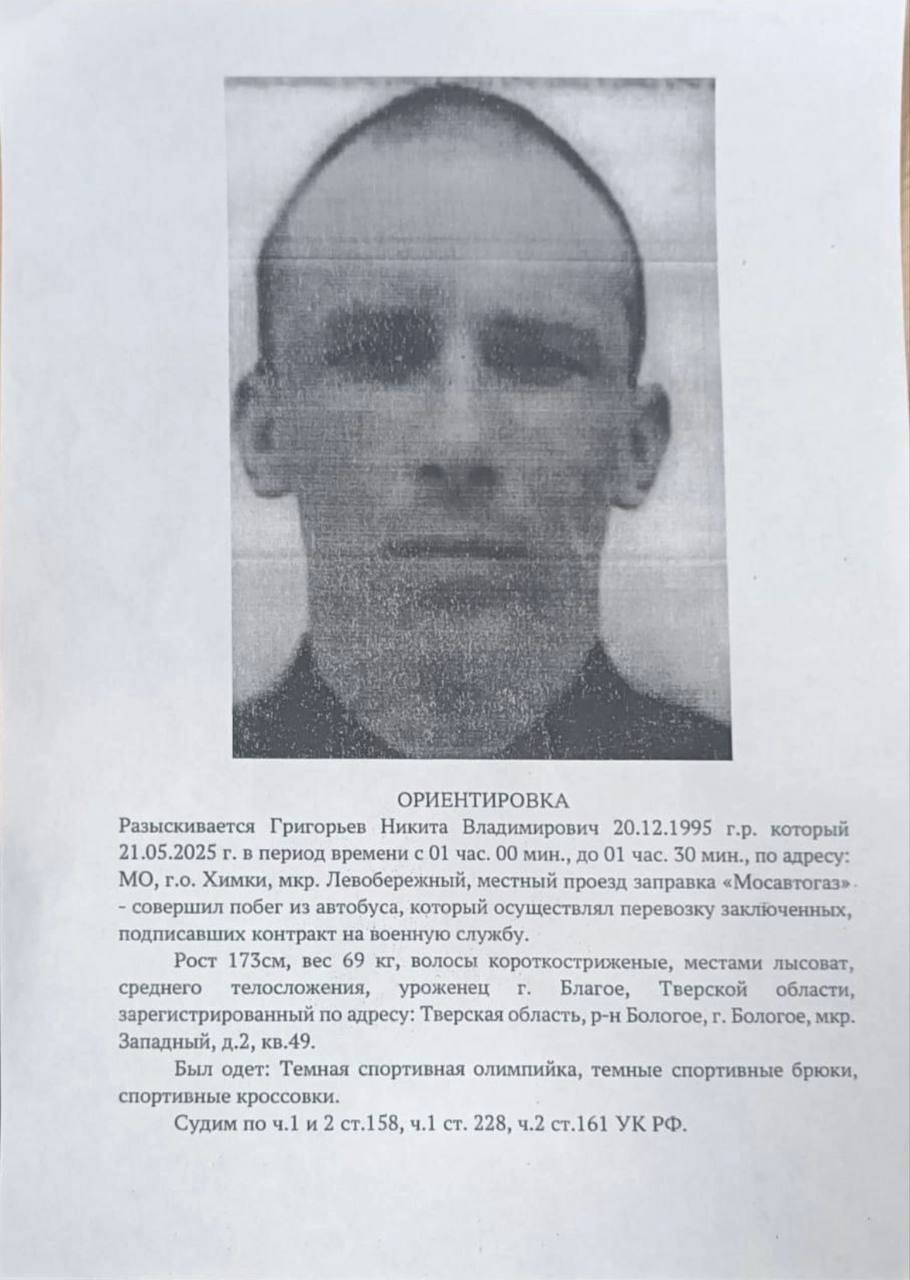 ОРИЕНТИРОВКА
Разыскивается Григорьев Никита Владимирович 20.12.1995 г.р. который
21.05.2025 г. в период времени с 01 час. 00 мин., до 01 час. 30 мин., по адресу:
МО, г.о. Химки, мкр. Левобережный, местный проезд заправка «Мосавтогаз»
- совершил побег из автобуса, который осуществлял перевозку заключенных,
подписавших контракт на военную службу.
Рост 173см, вес 69 кг, волосы короткостриженые, местами лысоват,
среднего телосложения, уроженец г. Благое, Тверской области,
зарегистрированный по адресу: Тверская область, р-н Бологое, г. Бологое, мкр.
Западный, д.2, кв.49.
Был одет: Темная спортивная олимпийка, темные спортивные брюки,
спортивные кроссовки.
Судим по ч.1 и 2 ст.158, ч.1 ст. 228, ч.2 ст.161 УК РФ.